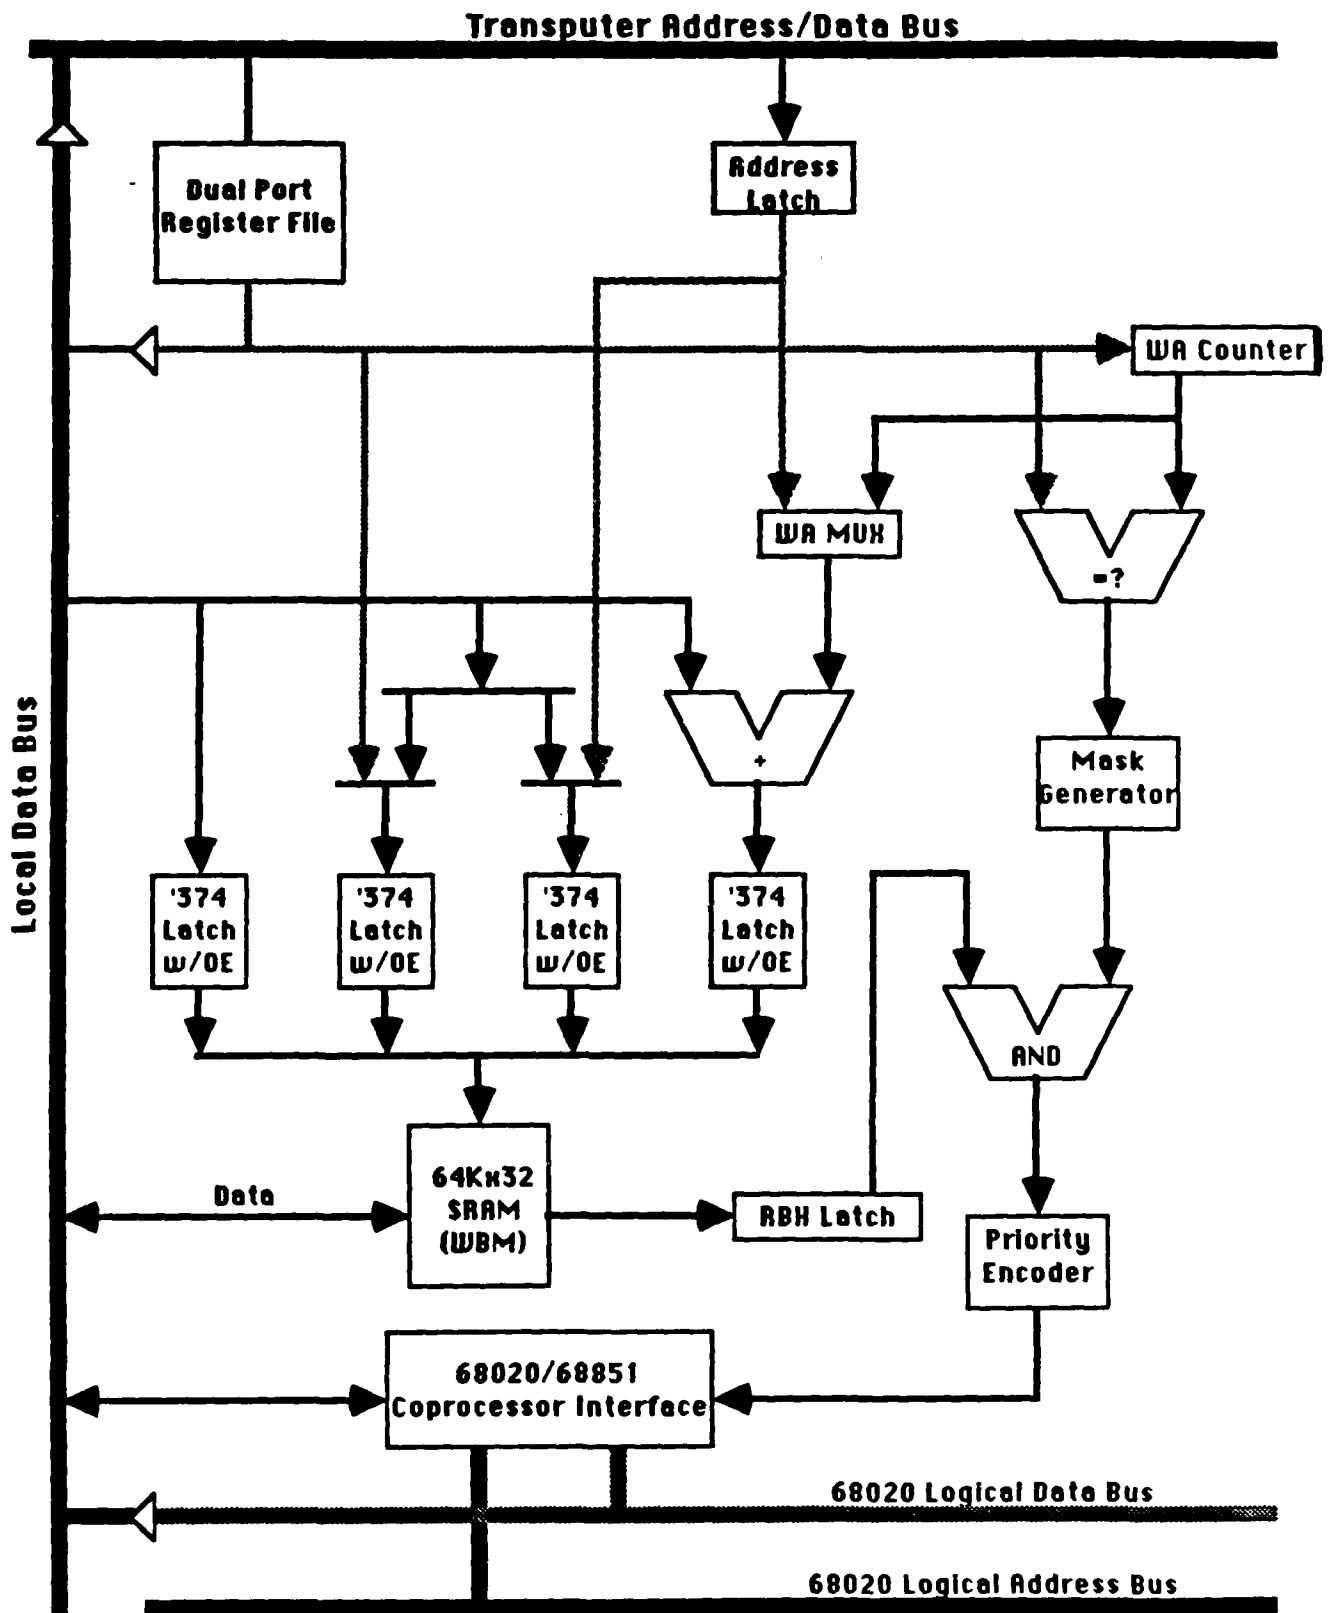 Transputer Address/Data Bus
Dual Port
Register File
Address
Latch
WA Counter
WA MUX
=?
+
Mask
Generator
Local Data Bus
'374
Latch
w/OE
'374
Latch
w/OE
'374
Latch
w/OE
'374
Latch
w/OE
AND
64Kx32
SRAM
(WBM)
Data
RBX Latch
Priority
Encoder
68020/68851
Coprocessor Interface
68020 Logical Data Bus
68020 Logical Address Bus